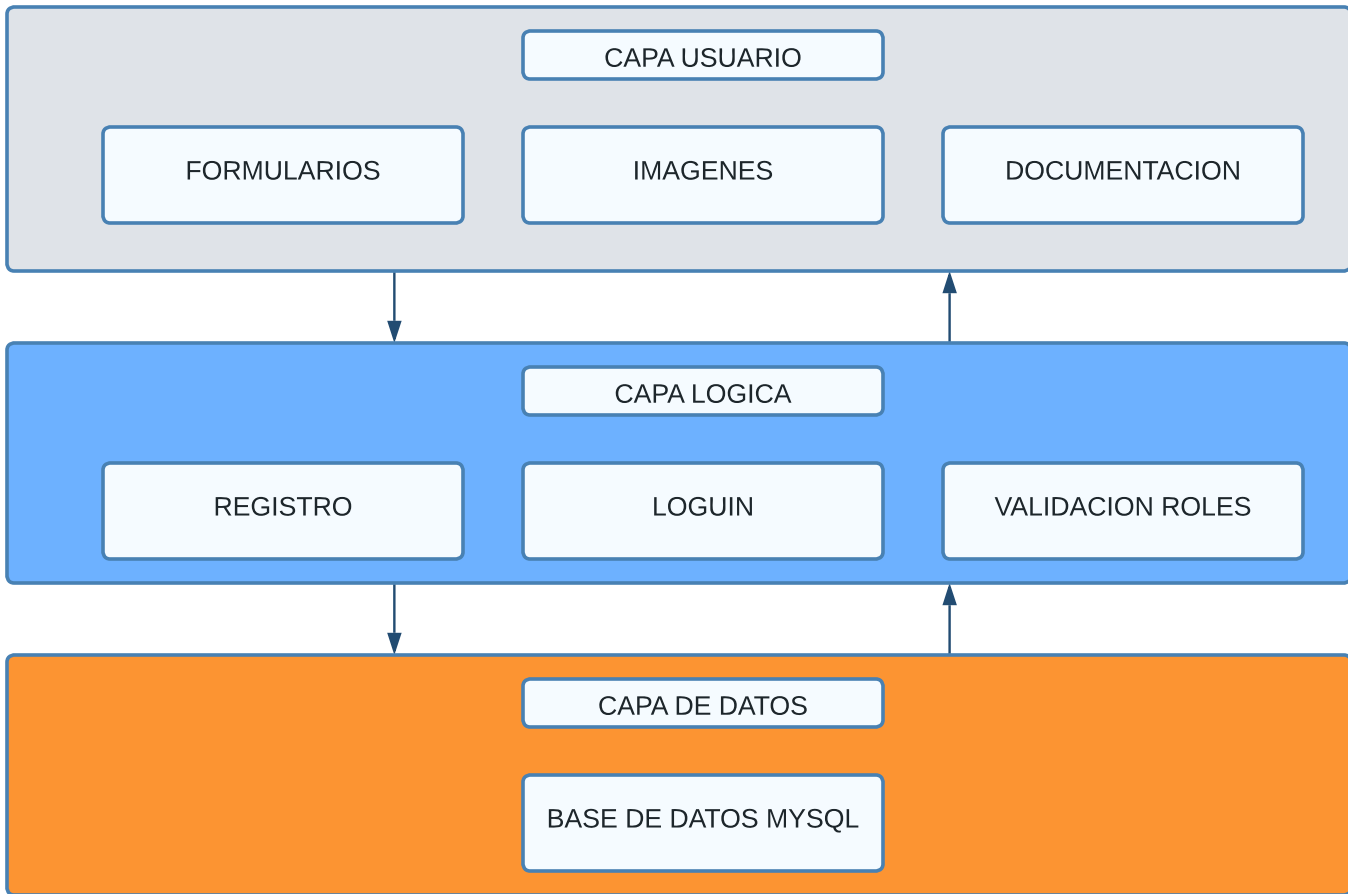 CAPA USUARIO
FORMULARIOS
IMAGENES
DOCUMENTACION
CAPA LOGICA
REGISTRO
LOGUIN
VALIDACION ROLES
CAPA DE DATOS
BASE DE DATOS MYSQL